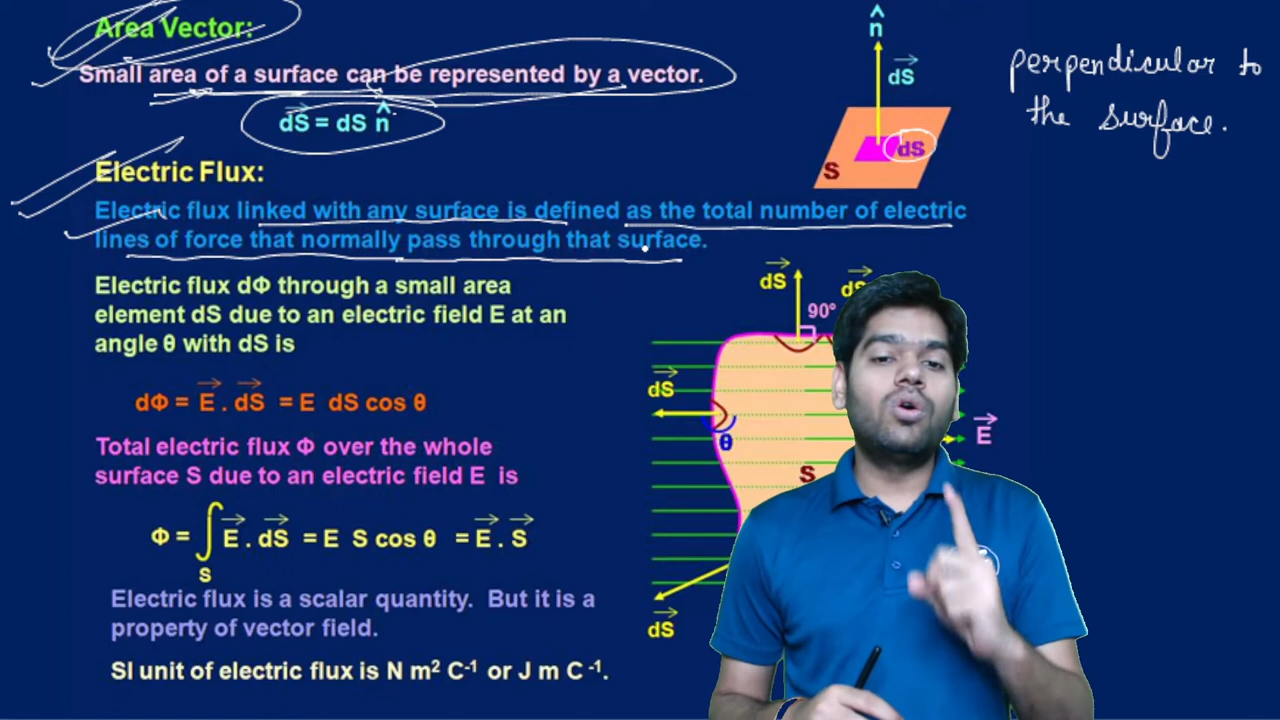 Area Vector:
Small area of a surface can be represented by a vector.
dS = dS n̂
n̂
dS
dS
S
perpendicular to
the surface.
Electric Flux:
Electric flux linked with any surface is defined as the total number of electric
lines of force that normally pass through that surface.
Electric flux dΦ through a small area
element dS due to an electric field E at an
angle θ with dS is
dΦ = E . dS = E dS cos θ
Total electric flux Φ over the whole
surface S due to an electric field E is
Φ = ∫ E . dS = E S cos θ = E . S
S
Electric flux is a scalar quantity. But it is a
property of vector field.
SI unit of electric flux is N m² C⁻¹ or J m C ⁻¹.
dS
90°
dS
θ
E
S
dS